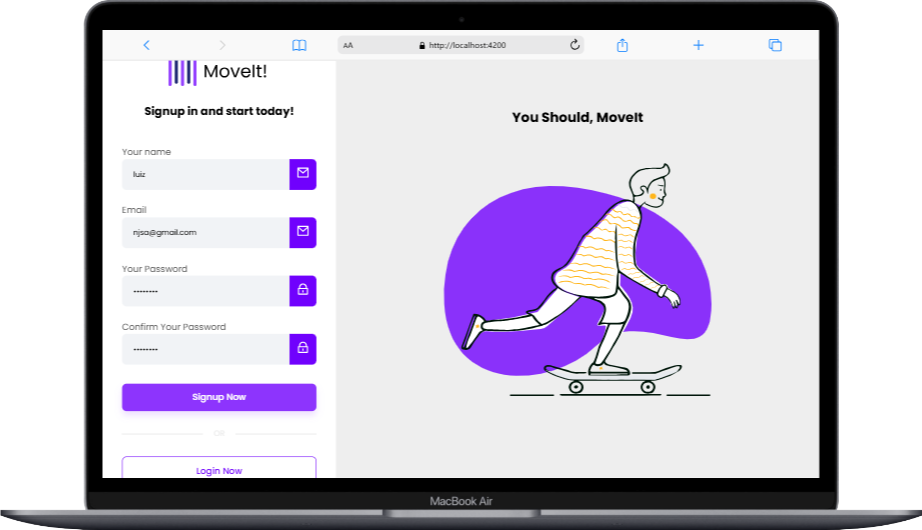 AA
http://localhost:4200
MoveIt!
Signup in and start today!
Your name
luiz
Email
njsa@gmail.com
Your Password
Confirm Your Password
Signup Now
OR
Login Now
You Should, MoveIt
MacBook Air